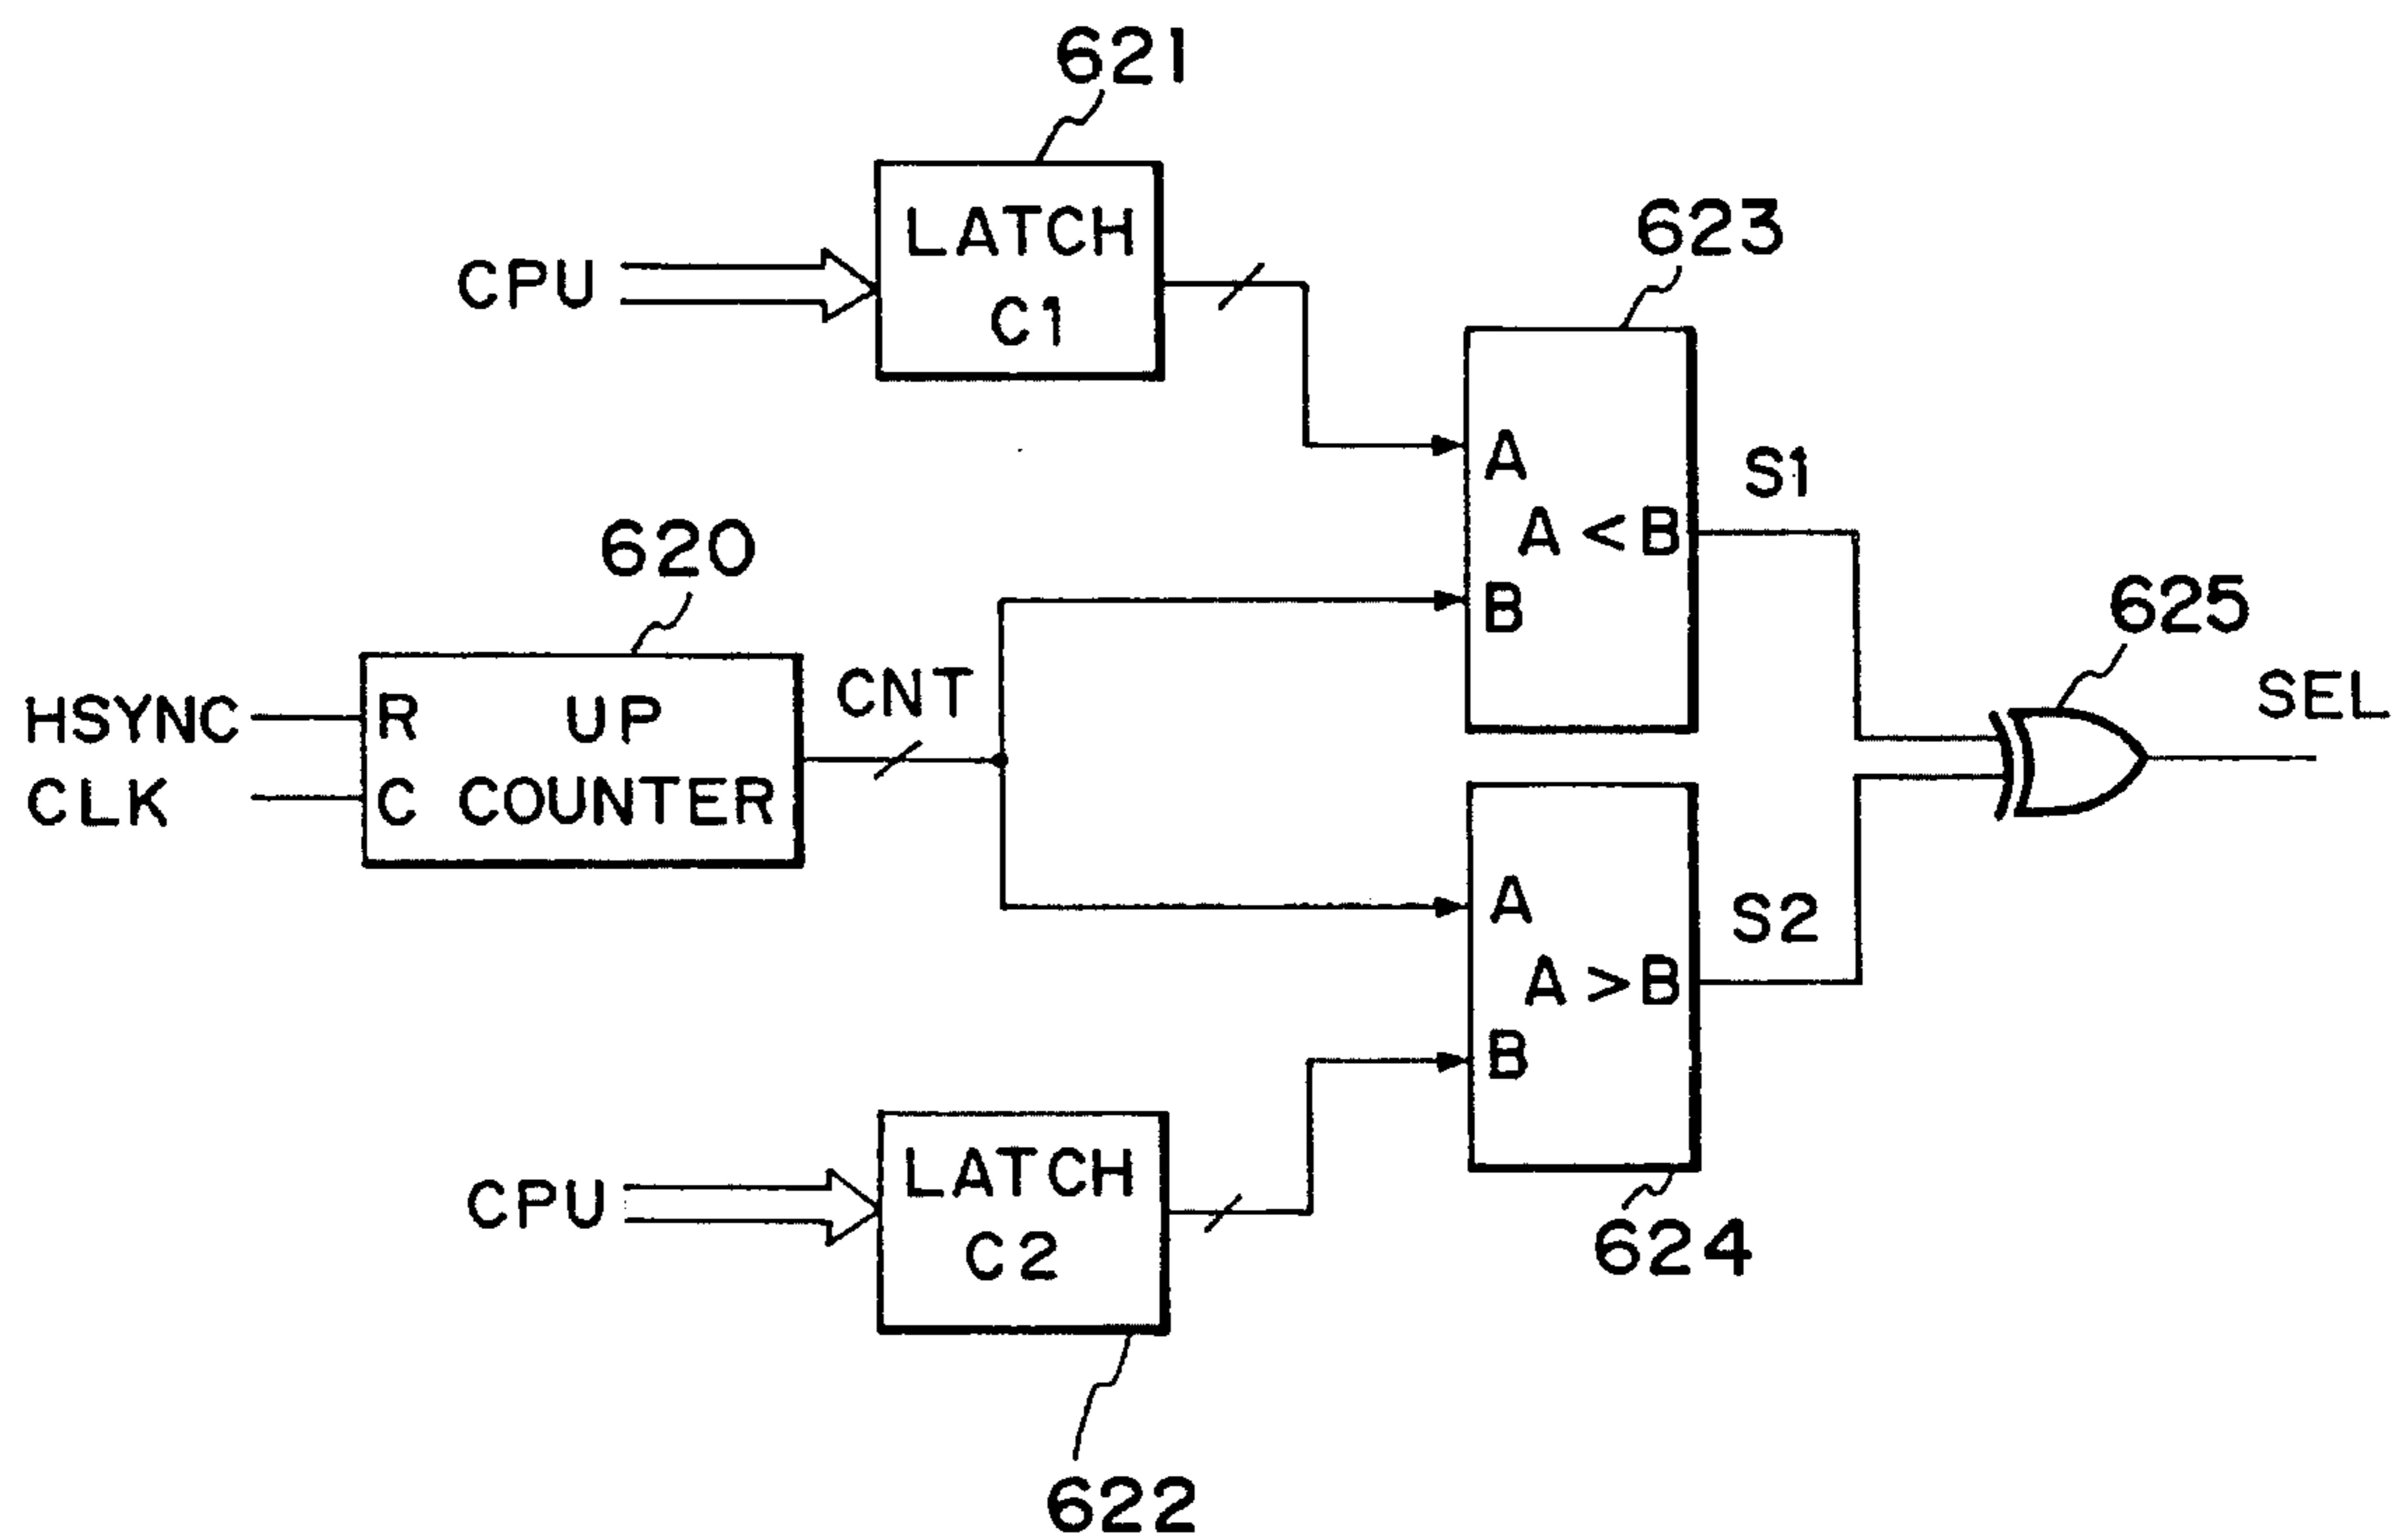 621
LATCH
C1
CPU
623
A
S1
A < B
B
620
625
HSYNC
R UP
CNT
SEL
CLK
C COUNTER
A
S2
A > B
B
LATCH
C2
CPU
624
622